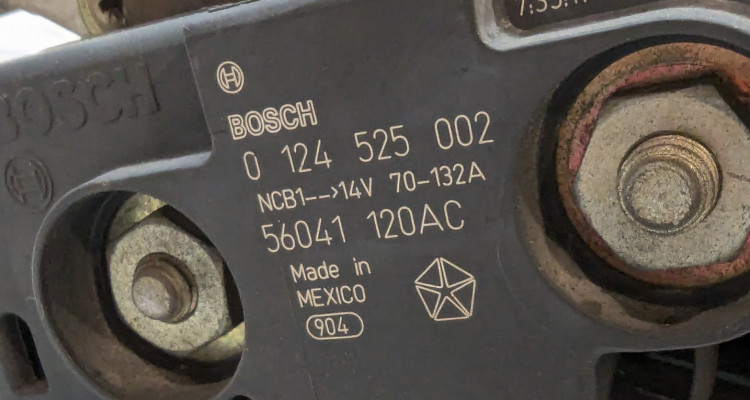 BOSCH
BOSCH
0 124 525 002
NCB1-->14V 70-132A
56041 120AC
Made in
MEXICO
904